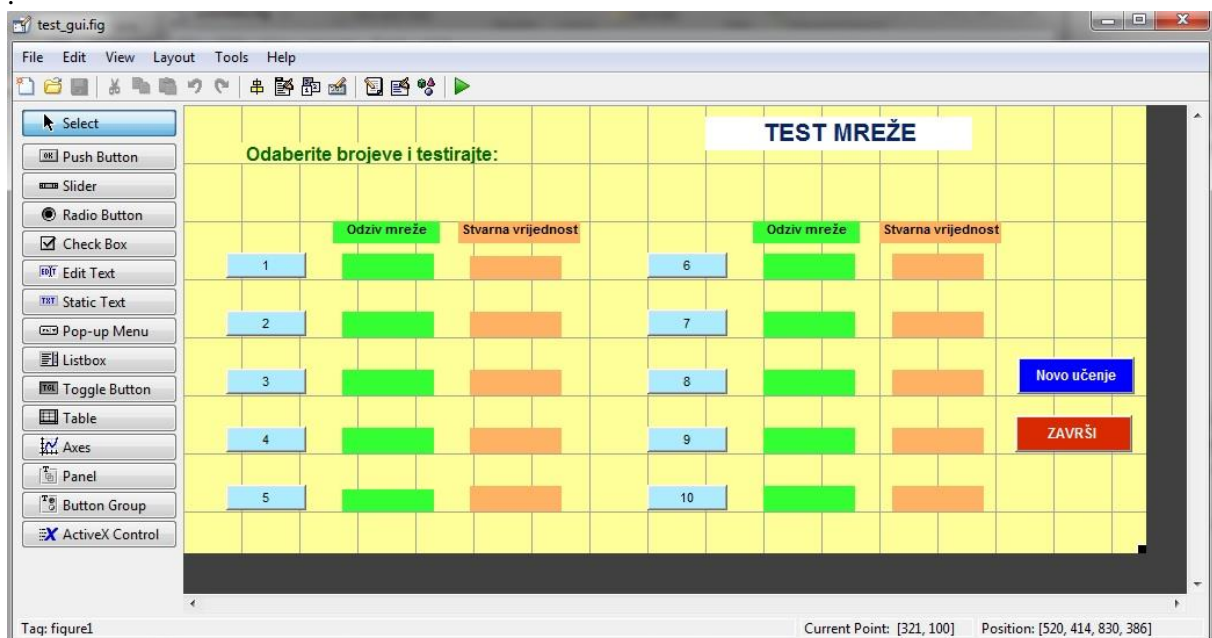 test_gui.fig
File Edit View Layout Tools Help
Select
Push Button
Slider
Radio Button
Check Box
Edit Text
Static Text
Pop-up Menu
Listbox
Toggle Button
Table
Axes
Panel
Button Group
ActiveX Control
TEST MREŽE
Odaberite brojeve i testirajte:
Odziv mreže Stvarna vrijednost Odziv mreže Stvarna vrijednost
1 6
2 7
3 8
4 9
5 10
Novo učenje
ZAVRŠI
Tag: figure1 Current Point: [321, 100] Position: [520, 414, 830, 386]